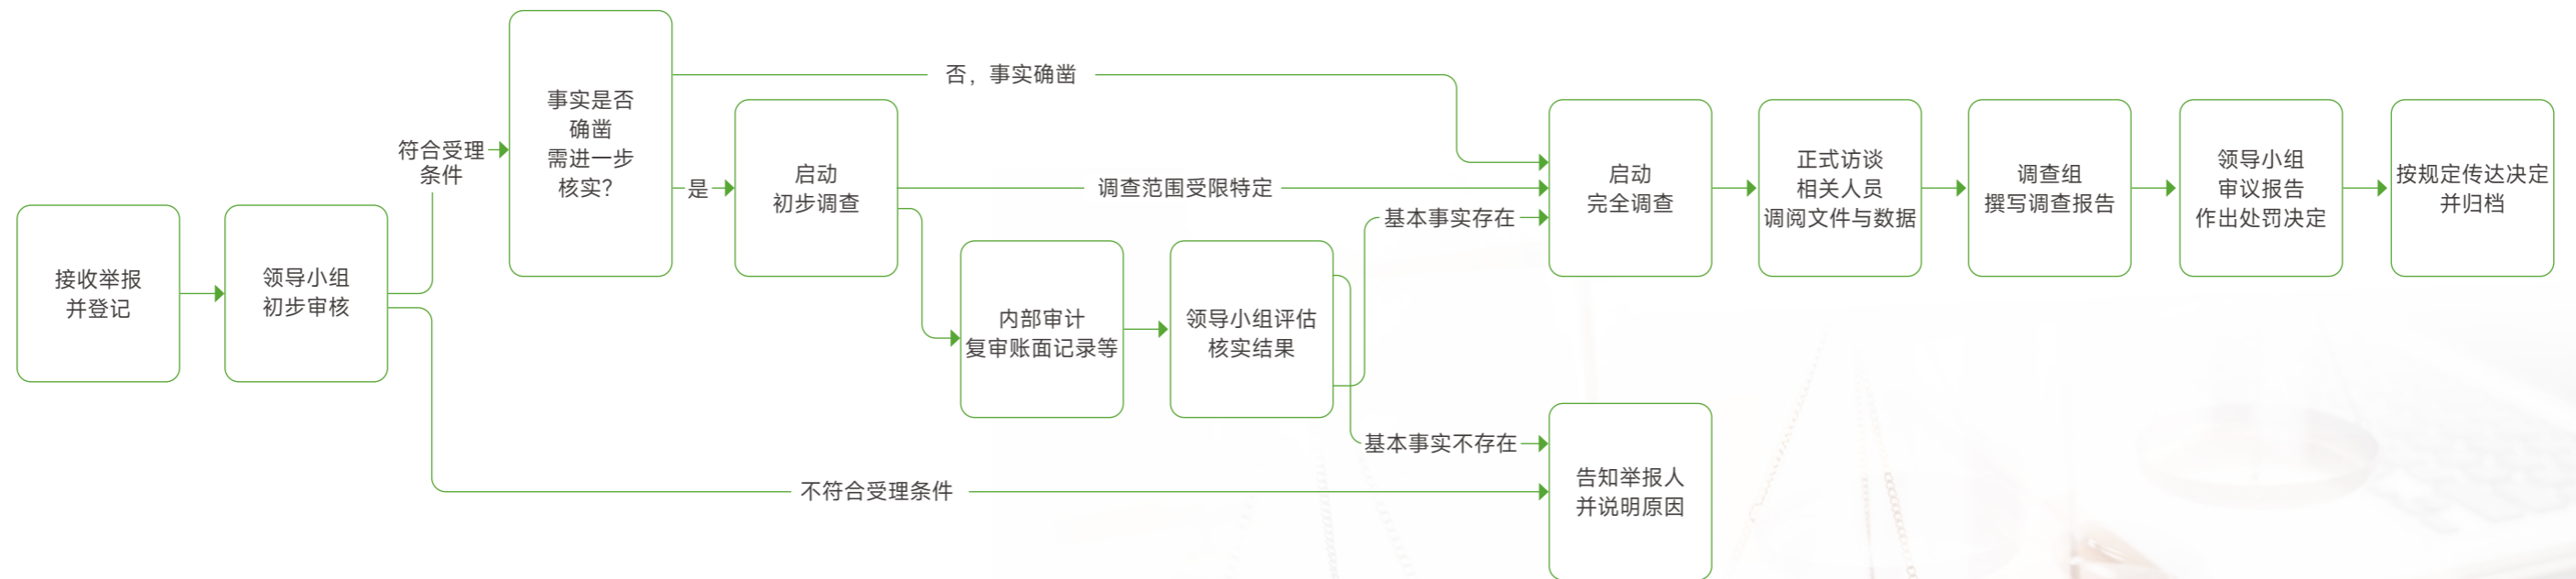 接收举报
并登记
领导小组
初步审核
符合受理
条件
事实是否
确凿
需进一步
核实？
否，事实确凿
是
启动
初步调查
调查范围受限特定
内部审计
复审账面记录等
领导小组评估
核实结果
基本事实存在
基本事实不存在
不符合受理条件
启动
完全调查
告知举报人
并说明原因
正式访谈
相关人员
调阅文件与数据
调查组
撰写调查报告
领导小组
审议报告
作出处罚决定
按规定传达决定
并归档